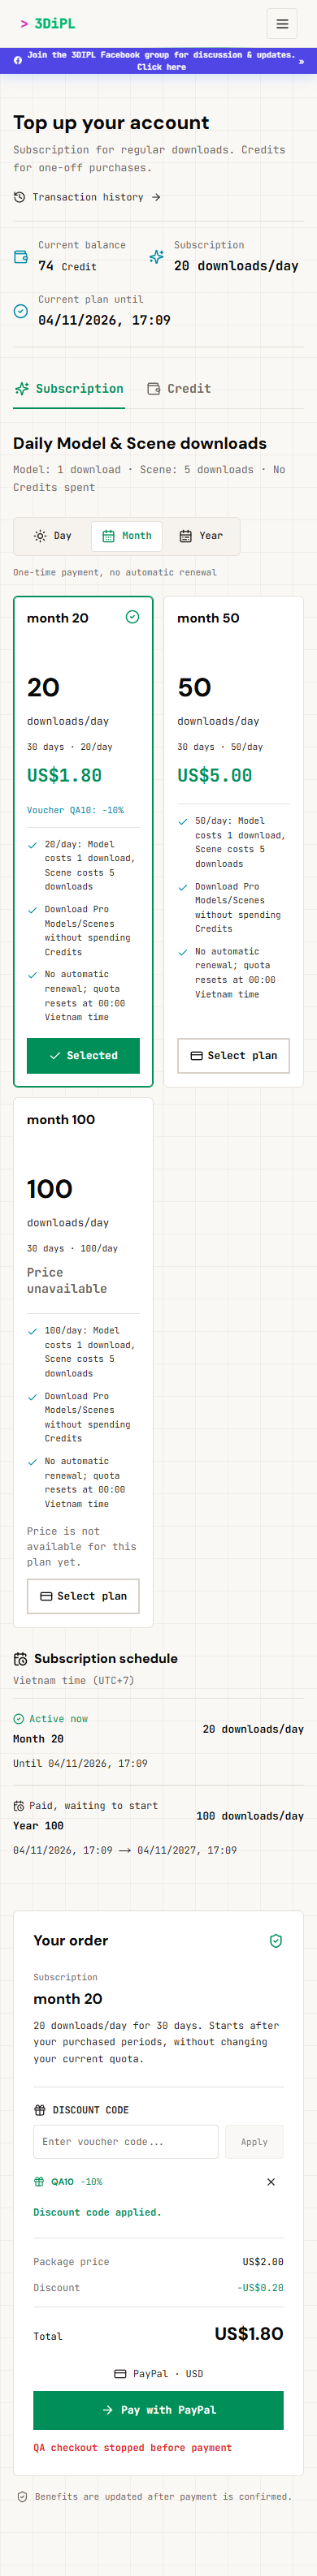 > 3DiPL
Join the 3DIPL Facebook group for discussion & updates.
Click here
»
Top up your account
Subscription for regular downloads. Credits
for one-off purchases.
Transaction history →
Current balance
74 Credit
Subscription
20 downloads/day
Current plan until
04/11/2026, 17:09
Subscription
Credit
Daily Model & Scene downloads
Model: 1 download · Scene: 5 downloads · No
Credits spent
Day
Month
Year
One-time payment, no automatic renewal
month 20
20
downloads/day
30 days · 20/day
US$1.80
Voucher QA10: -10%
20/day: Model
costs 1 download,
Scene costs 5
downloads
Download Pro
Models/Scenes
without spending
Credits
No automatic
renewal; quota
resets at 00:00
Vietnam time
Selected
month 50
50
downloads/day
30 days · 50/day
US$5.00
50/day: Model
costs 1 download,
Scene costs 5
downloads
Download Pro
Models/Scenes
without spending
Credits
No automatic
renewal; quota
resets at 00:00
Vietnam time
Select plan
month 100
100
downloads/day
30 days · 100/day
Price
unavailable
100/day: Model
costs 1 download,
Scene costs 5
downloads
Download Pro
Models/Scenes
without spending
Credits
No automatic
renewal; quota
resets at 00:00
Vietnam time
Price is not
available for this
plan yet.
Select plan
Subscription schedule
Vietnam time (UTC+7)
Active now
Month 20
20 downloads/day
Until 04/11/2026, 17:09
Paid, waiting to start
Year 100
100 downloads/day
04/11/2026, 17:09 → 04/11/2027, 17:09
Your order
Subscription
month 20
20 downloads/day for 30 days. Starts after
your purchased periods, without changing
your current quota.
DISCOUNT CODE
Enter voucher code...
Apply
QA10 -10%
Discount code applied.
Package price
US$2.00
Discount
-US$0.20
Total
US$1.80
PayPal · USD
→ Pay with PayPal
QA checkout stopped before payment
Benefits are updated after payment is confirmed.